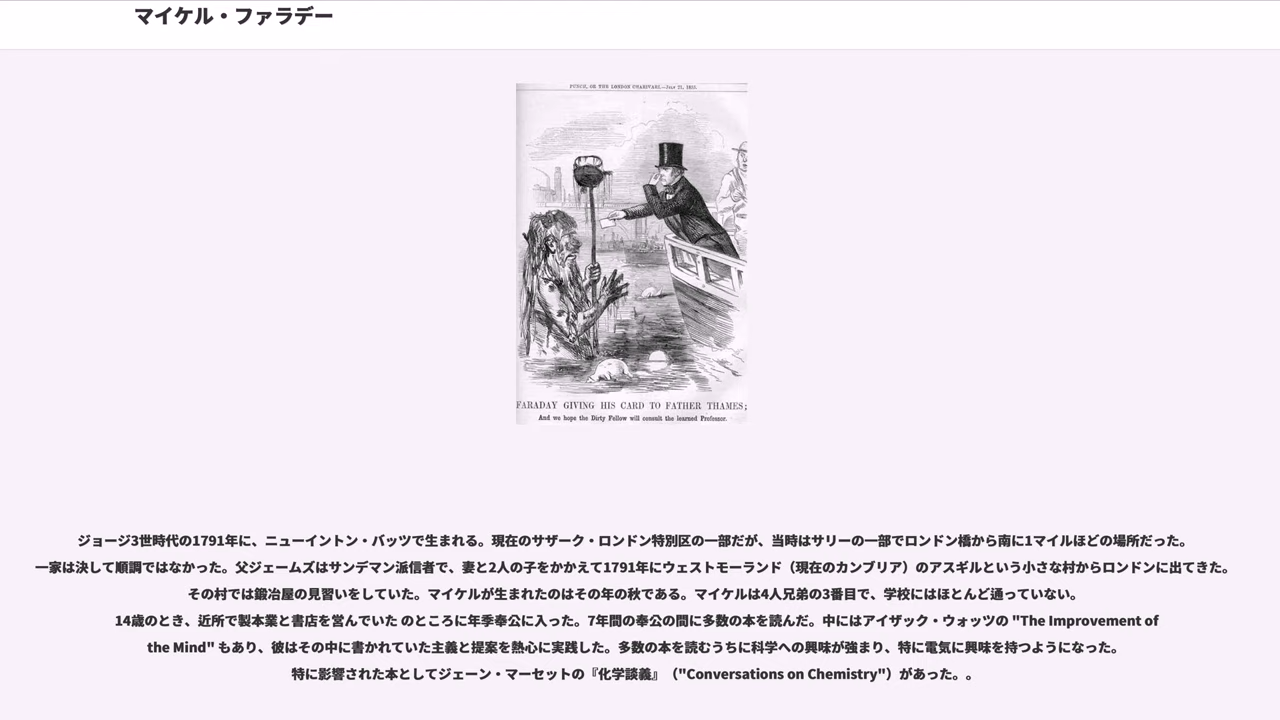 マイケル・ファラデー
PUNCH, OR THE LONDON CHARIVARI.—July 21, 1855.
FARADAY GIVING HIS CARD TO FATHER THAMES;
And we hope the Dirty Fellow will consult the learned Professor.
ジョージ3世時代の1791年に、ニューイントン・バッツで生まれる。現在のサザーク・ロンドン特別区の一部だが、当時はサリーの一部でロンドン橋から南に1マイルほどの場所だった。
一家は決して順調ではなかった。父ジェームズはサンデマン派信者で、妻と2人の子をかかえて1791年にウェストモーランド（現在のカンブリア）のアスギルという小さな村からロンドンに出てきた。
その村では鍛冶屋の見習いをしていた。マイケルが生まれたのはその年の秋である。マイケルは4人兄弟の3番目で、学校にはほとんど通っていない。
14歳のとき、近所で製本業と書店を営んでいた のところに年季奉公に入った。7年間の奉公の間に多数の本を読んだ。中にはアイザック・ウォッツの "The Improvement of
the Mind" もあり、彼はその中に書かれていた主義と提案を熱心に実践した。多数の本を読むうちに科学への興味が強まり、特に電気に興味を持つようになった。
特に影響された本としてジェーン・マーセットの『化学談義』（"Conversations on Chemistry"）があった。。